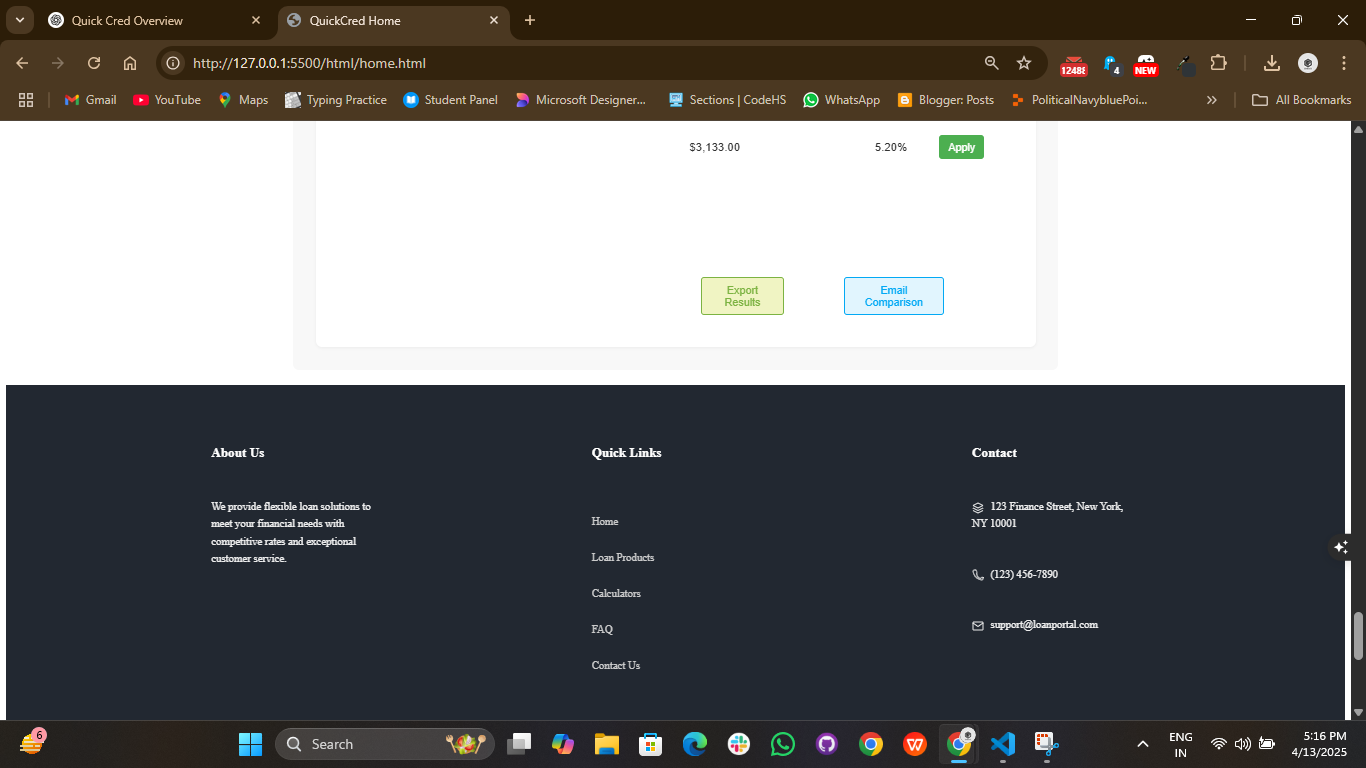 Quick Cred Overview
QuickCred Home
http://127.0.0.1:5500/html/home.html
12488
4
NEW
Gmail
YouTube
Maps
Typing Practice
Student Panel
Microsoft Designer...
Sections | CodeHS
WhatsApp
Blogger: Posts
PoliticalNavybluePoi...
All Bookmarks
$3,133.00
5.20%
Apply
Export
Results
Email
Comparison
About Us
We provide flexible loan solutions to
meet your financial needs with
competitive rates and exceptional
customer service.
Quick Links
Home
Loan Products
Calculators
FAQ
Contact Us
Contact
123 Finance Street, New York,
NY 10001
(123) 456-7890
support@loanportal.com
6
Search
ENG
IN
5:16 PM
4/13/2025